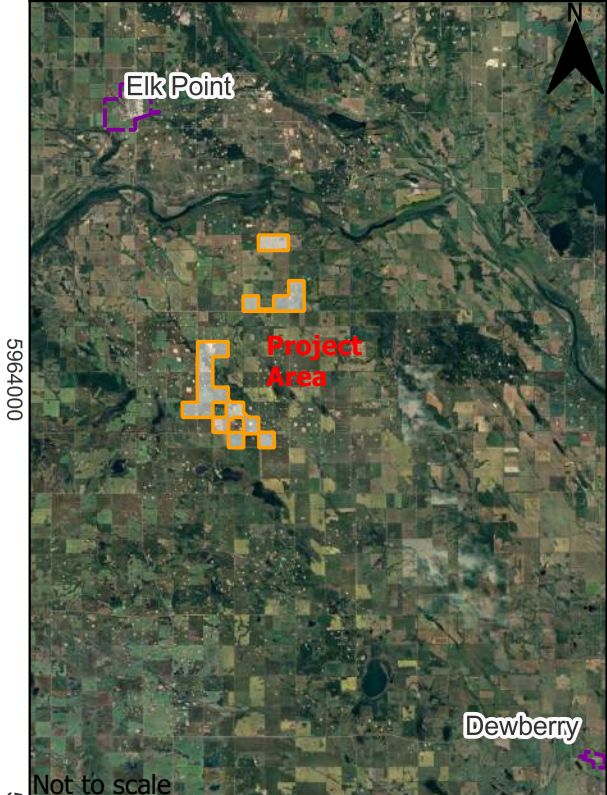 N
Elk Point
Project
Area
5964000
Dewberry
Not to scale